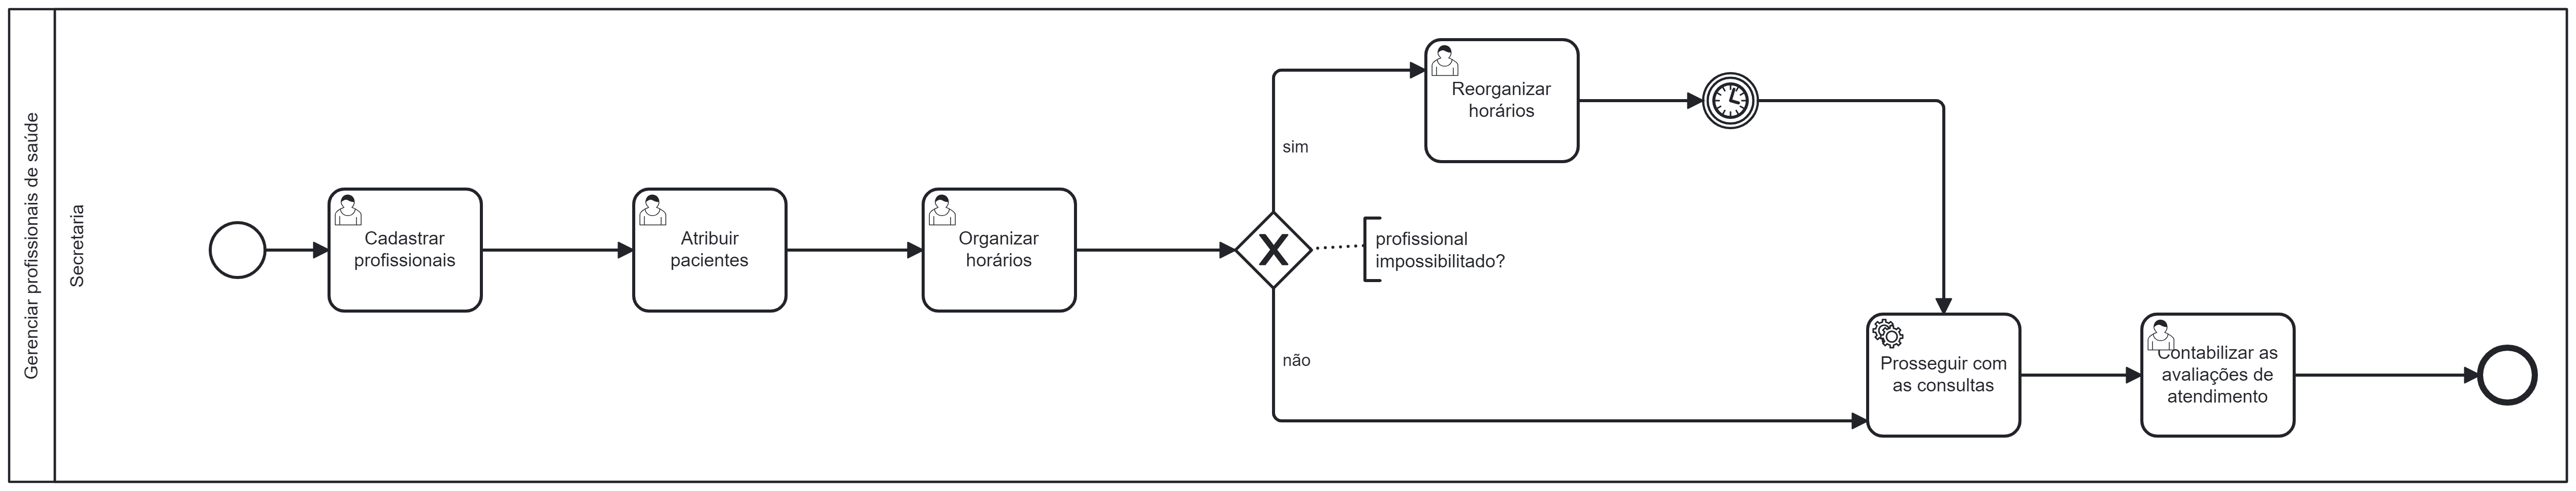 Gerenciar profissionais de saúde
Secretaria
Cadastrar
profissionais
Atribuir
pacientes
Organizar
horários
sim
não
profissional
impossibilitado?
Reorganizar
horários
Prosseguir com
as consultas
Contabilizar as
avaliações de
atendimento